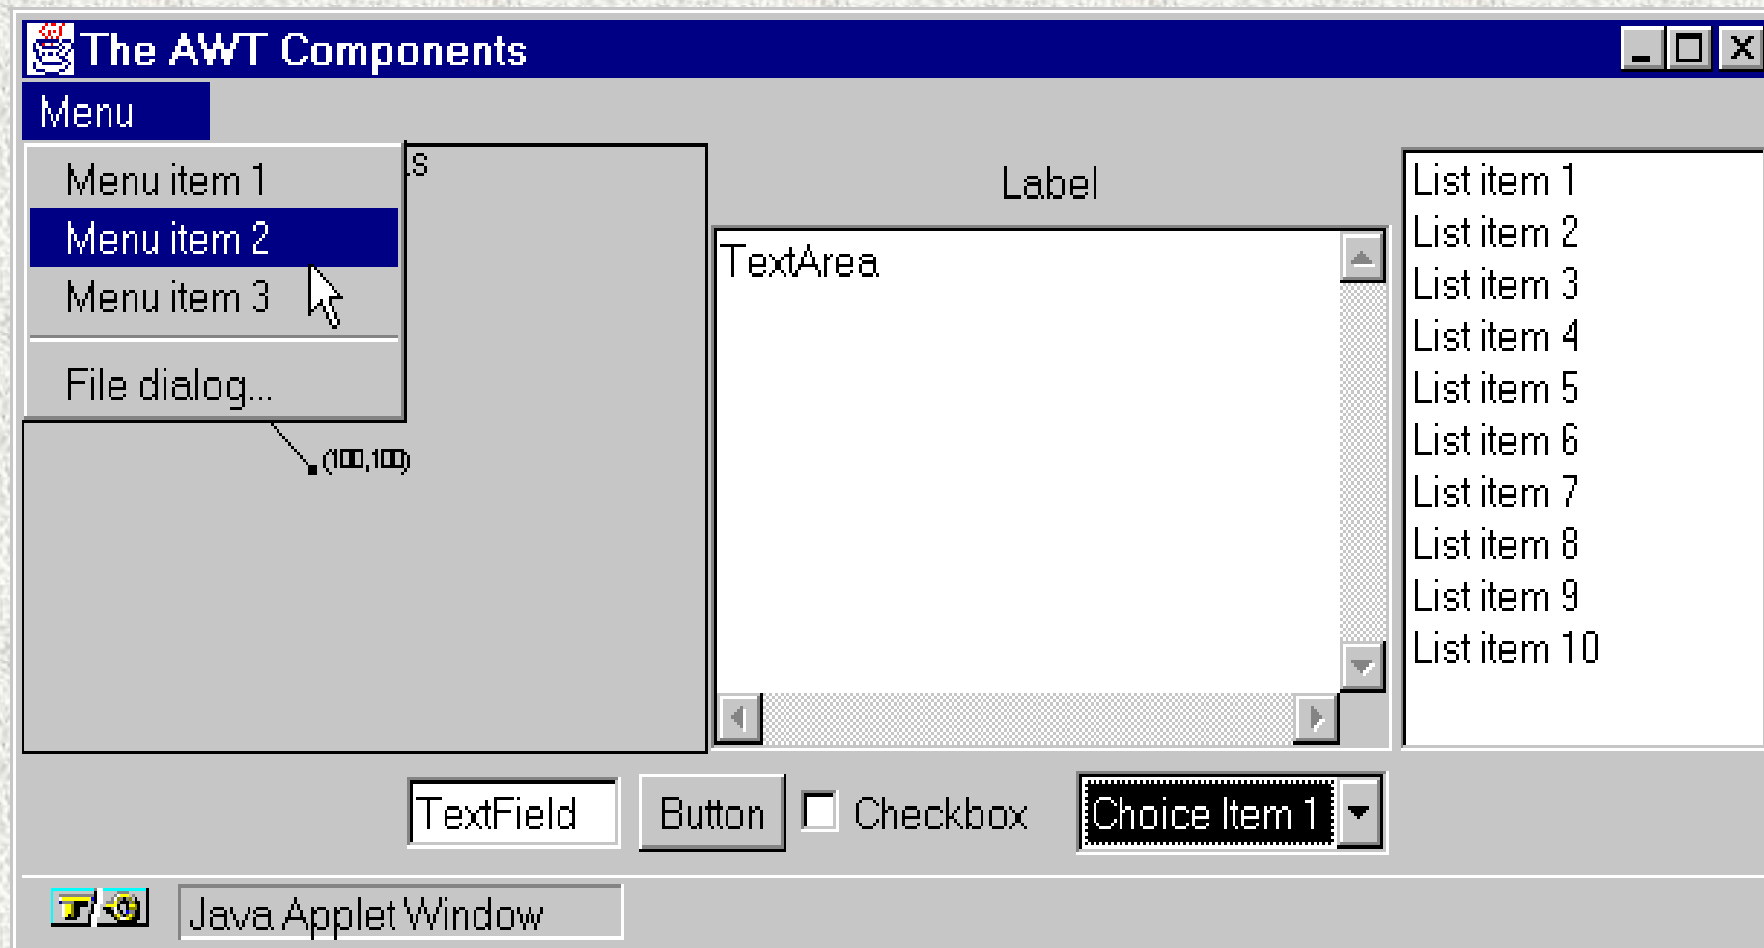 The AWT Components
Menu
Menu item 1
Menu item 2
Menu item 3
File dialog...
(100,100)
Label
TextArea
List item 1
List item 2
List item 3
List item 4
List item 5
List item 6
List item 7
List item 8
List item 9
List item 10
TextField
Button
Checkbox
Choice Item 1
Java Applet Window